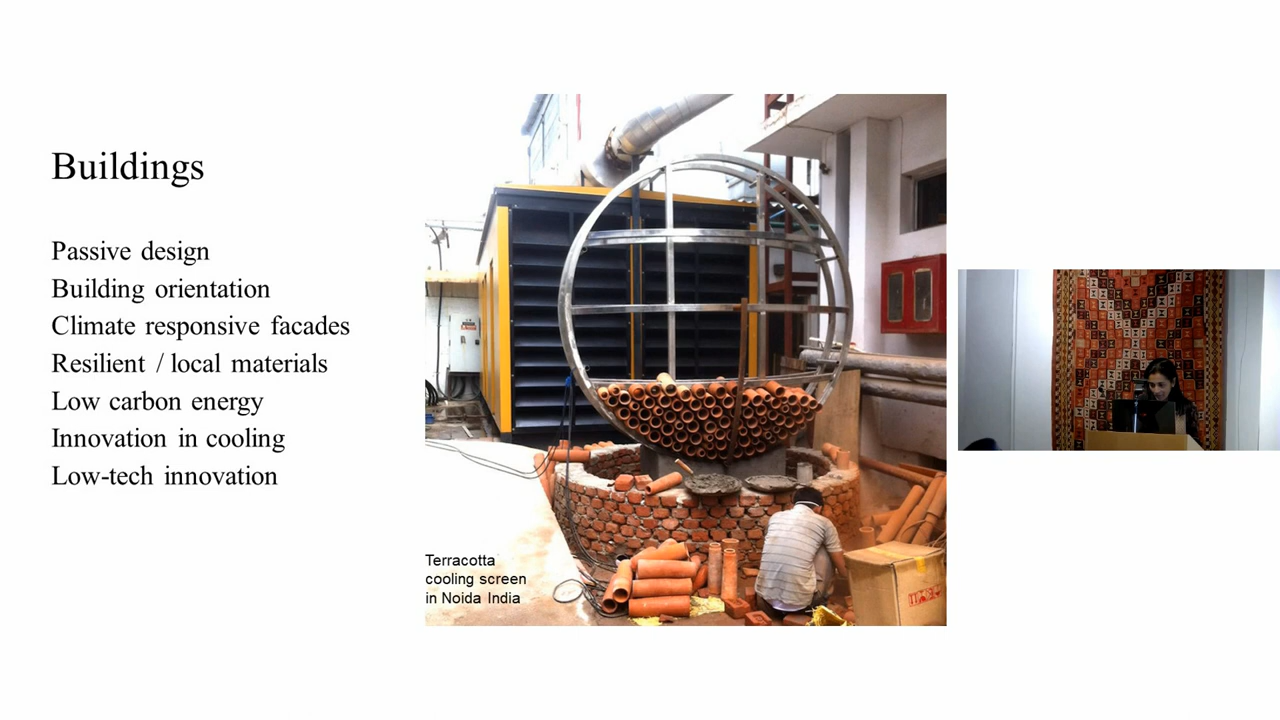 Buildings
Passive design
Building orientation
Climate responsive facades
Resilient / local materials
Low carbon energy
Innovation in cooling
Low-tech innovation
Terracotta
cooling screen
in Noida India